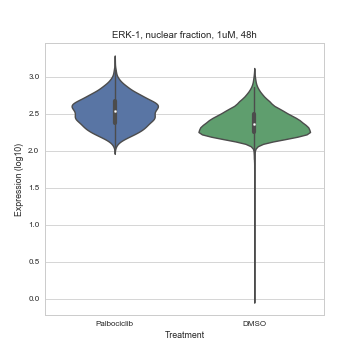 ERK-1, nuclear fraction, 1uM, 48h
Expression (log10)
3.0
2.5
2.0
1.5
1.0
0.5
0.0
Palbociclib
DMSO
Treatment